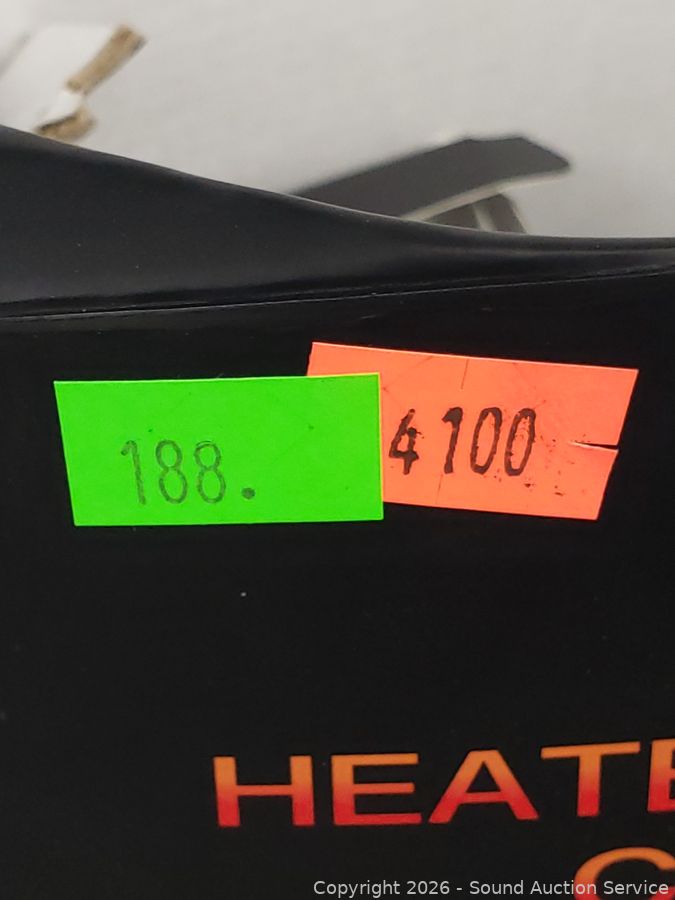 188.
4100
HEATE
C
Copyright 2026 - Sound Auction Service